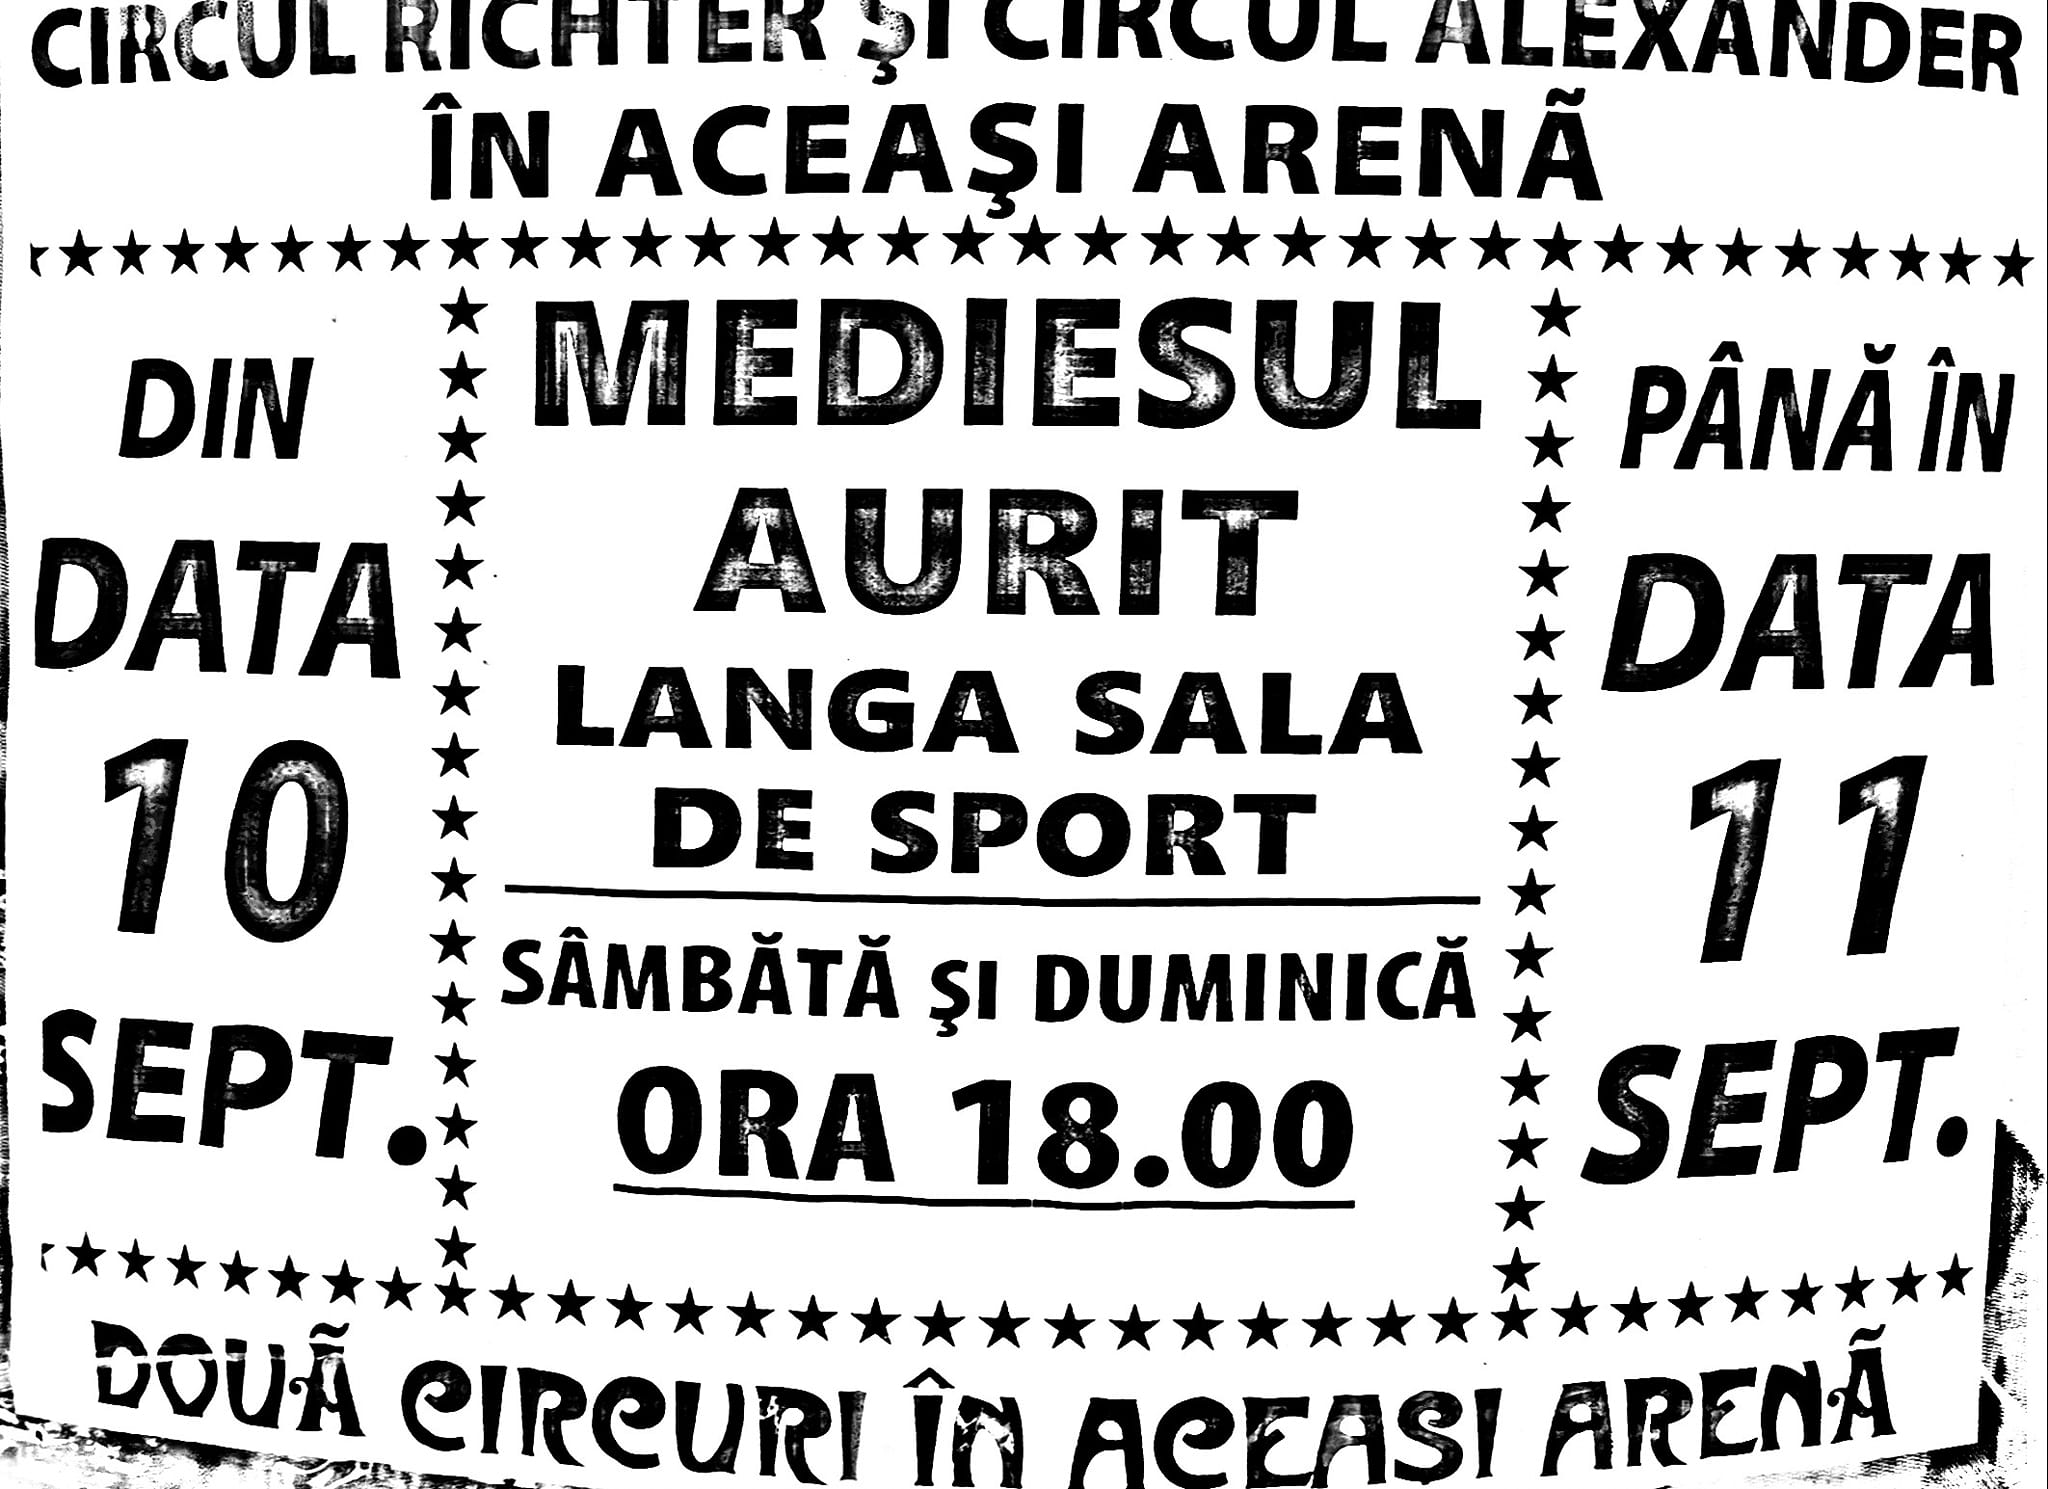 CIRCUL RICHTER ŞI CIRCUL ALEXANDER
ÎN ACEAŞI ARENÃ
DIN
DATA
10
SEPT.
MEDIESUL
AURIT
LANGA SALA
DE SPORT
SÂMBĂTĂ ŞI DUMINICĂ
ORA 18.00
PÂNĂ ÎN
DATA
11
SEPT.
DOUÃ CIRCURI ÎN ACEASI ARENÃ